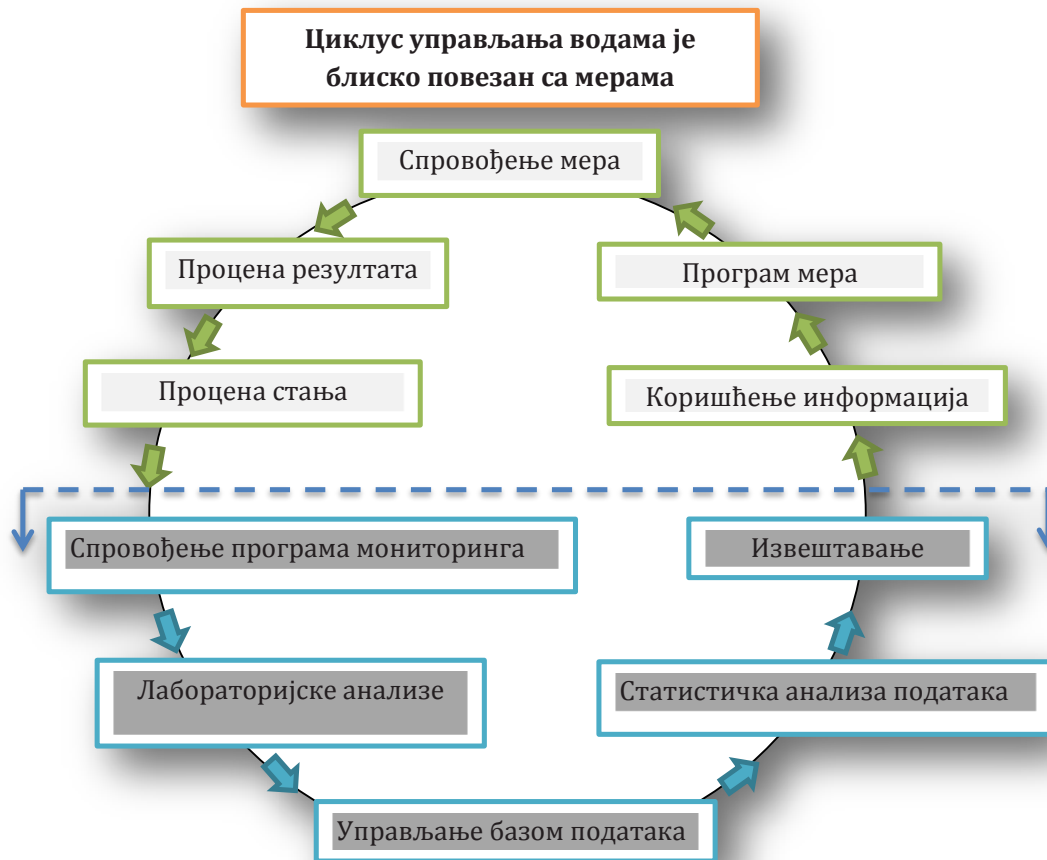 Циклус управљања водама је
блиско повезан са мерама
Спровођење мера
Процена резултата
Програм мера
Процена стања
Коришћење информација
Спровођење програма мониторинга
Извештавање
Лабораторијске анализе
Статистичка анализа података
Управљање базом података